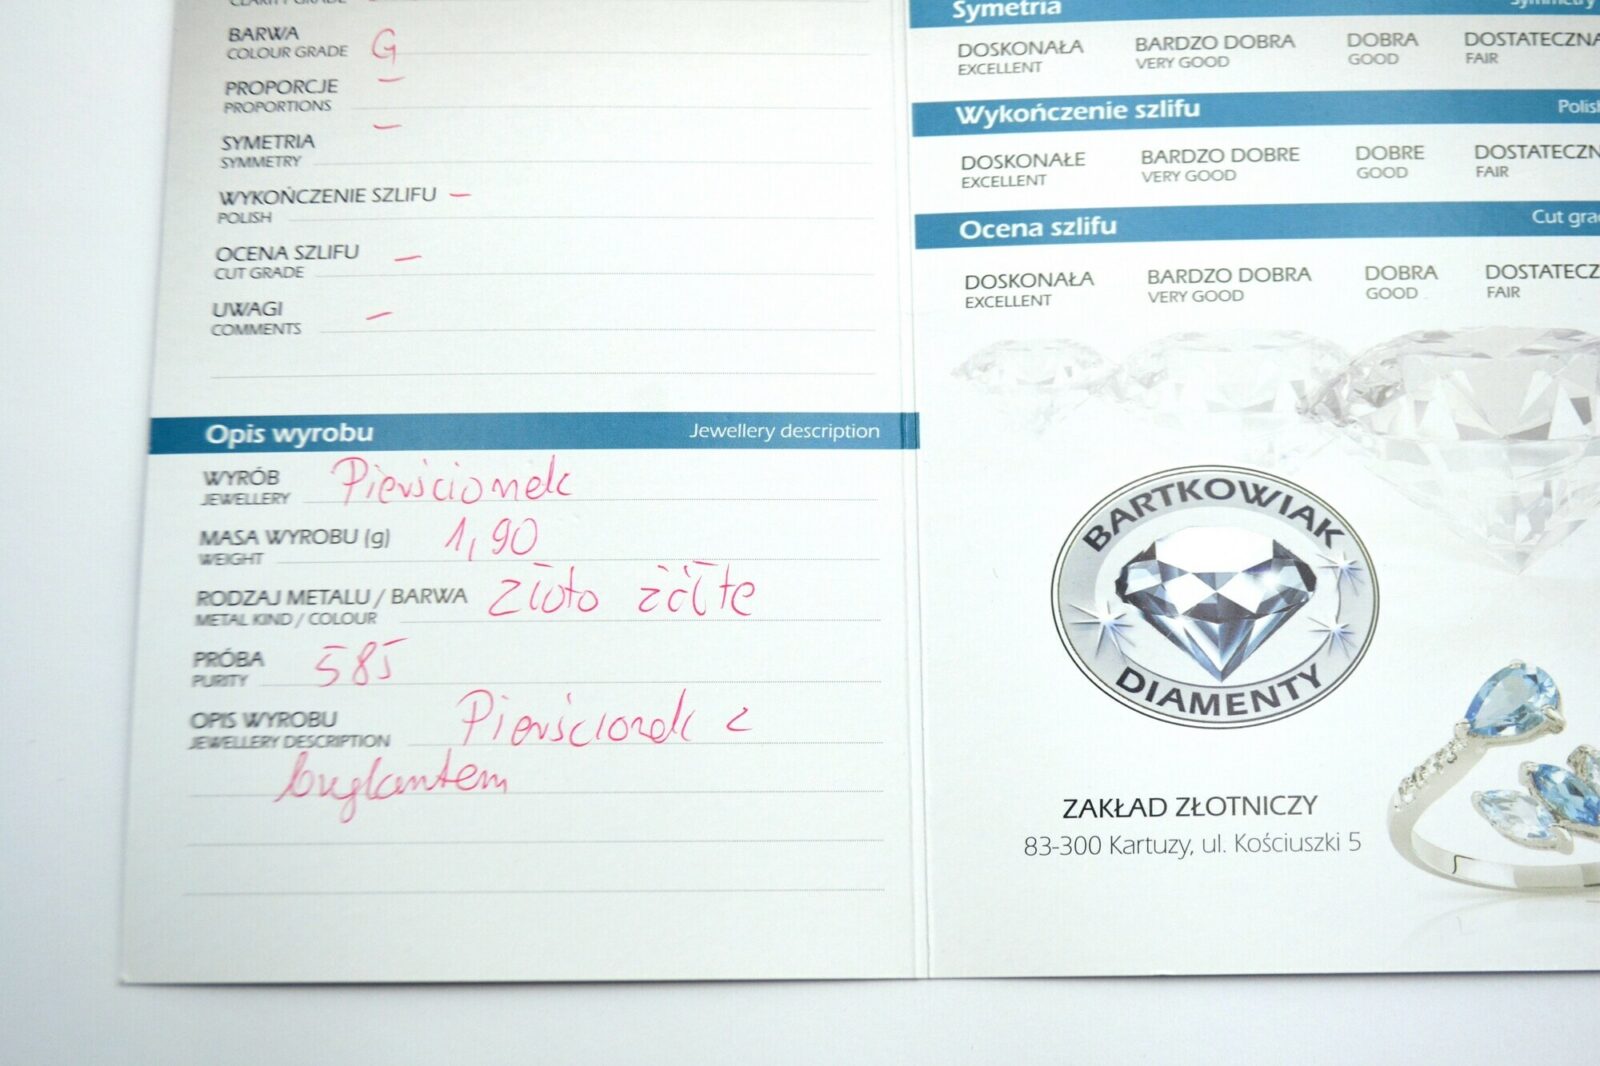 BARWA G
COLOUR GRADE
PROPORCJE –
PROPORTIONS
SYMETRIA –
SYMMETRY
WYKOŃCZENIE SZLIFU –
POLISH
OCENA SZLIFU –
CUT GRADE
UWAGI –
COMMENTS
Opis wyrobu Jewellery description
WYRÓB Pierścionek
JEWELLERY
MASA WYROBU (g) 1,90
WEIGHT
RODZAJ METALU / BARWA złoto żółte
METAL KIND / COLOUR
PRÓBA 585
PURITY
OPIS WYROBU Pierścionek z
JEWELLERY DESCRIPTION
brylantem
Symetria
DOSKONAŁA BARDZO DOBRA DOBRA DOSTATECZNA
EXCELLENT VERY GOOD GOOD FAIR
Wykończenie szlifu Polish
DOSKONAŁE BARDZO DOBRE DOBRE DOSTATECZN
EXCELLENT VERY GOOD GOOD FAIR
Ocena szlifu Cut grad
DOSKONAŁA BARDZO DOBRA DOBRA DOSTATECZ
EXCELLENT VERY GOOD GOOD FAIR
BARTKOWIAK
DIAMENTY
ZAKŁAD ZŁOTNICZY
83-300 Kartuzy, ul. Kościuszki 5